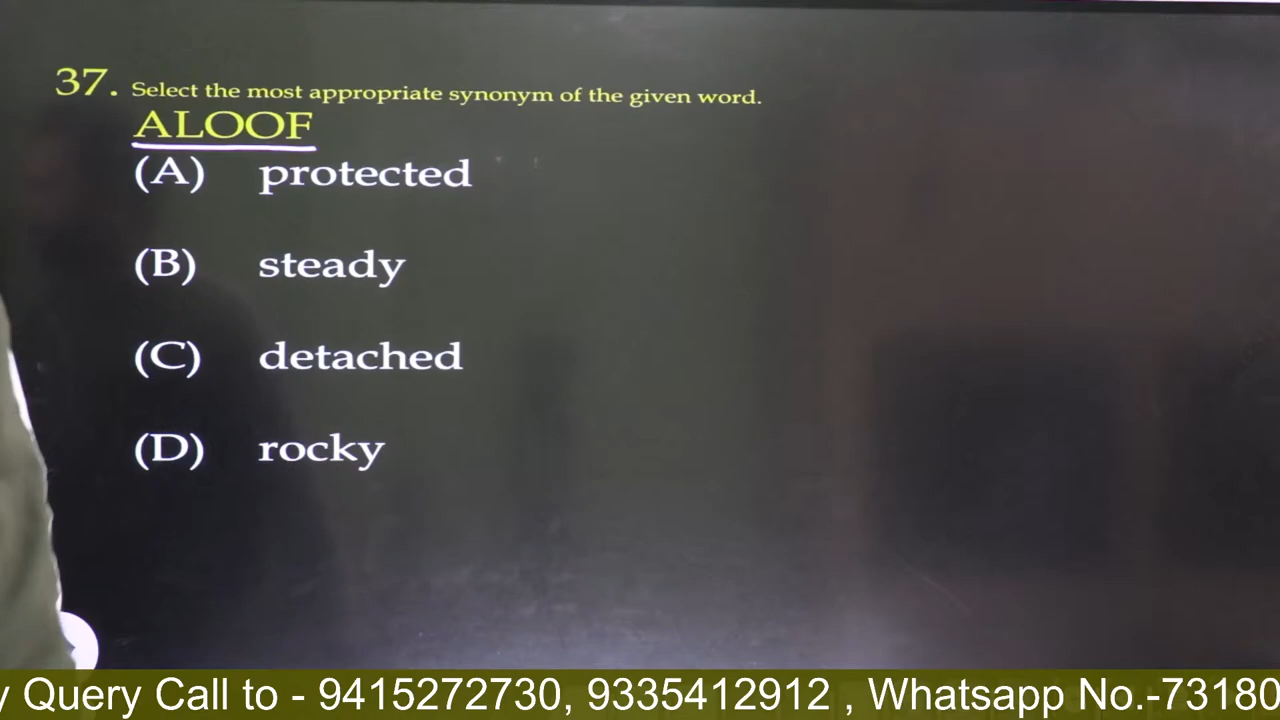 37. Select the most appropriate synonym of the given word.
ALOOF
(A) protected
(B) steady
(C) detached
(D) rocky
y Query Call to - 9415272730, 9335412912 , Whatsapp No.-73180